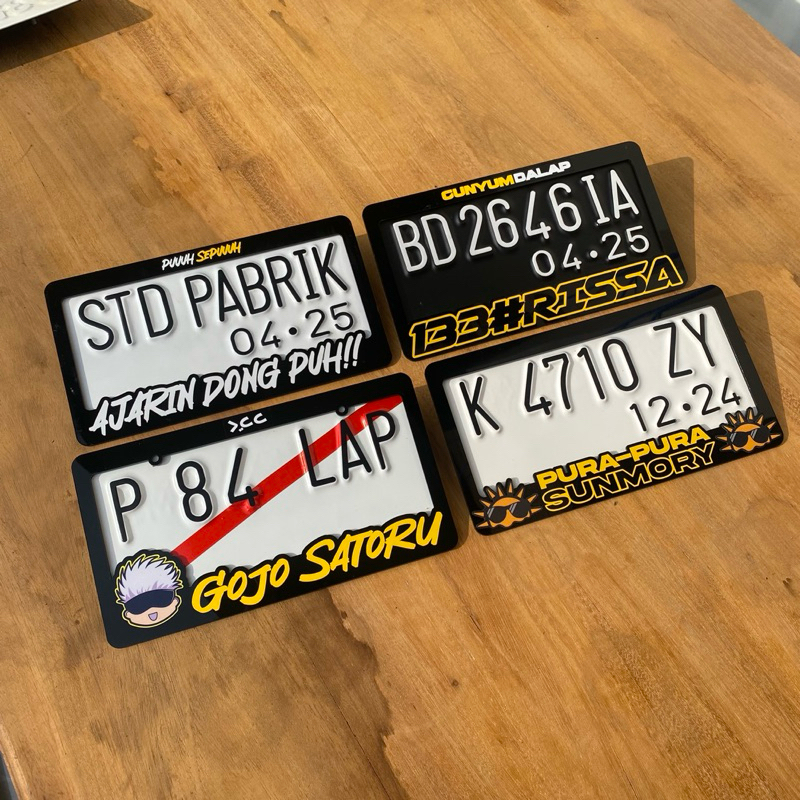 PUUUH SEPUUUH
STD PABRIK
04•25
AJARIN DONG PUH!!
GUNYUMDALAP
BD 2646 IA
04•25
133#RISSA
>.CC
P 84 LAP
GOJO SATORU
K 4710 ZY
12•24
PURA-PURA
SUNMORY